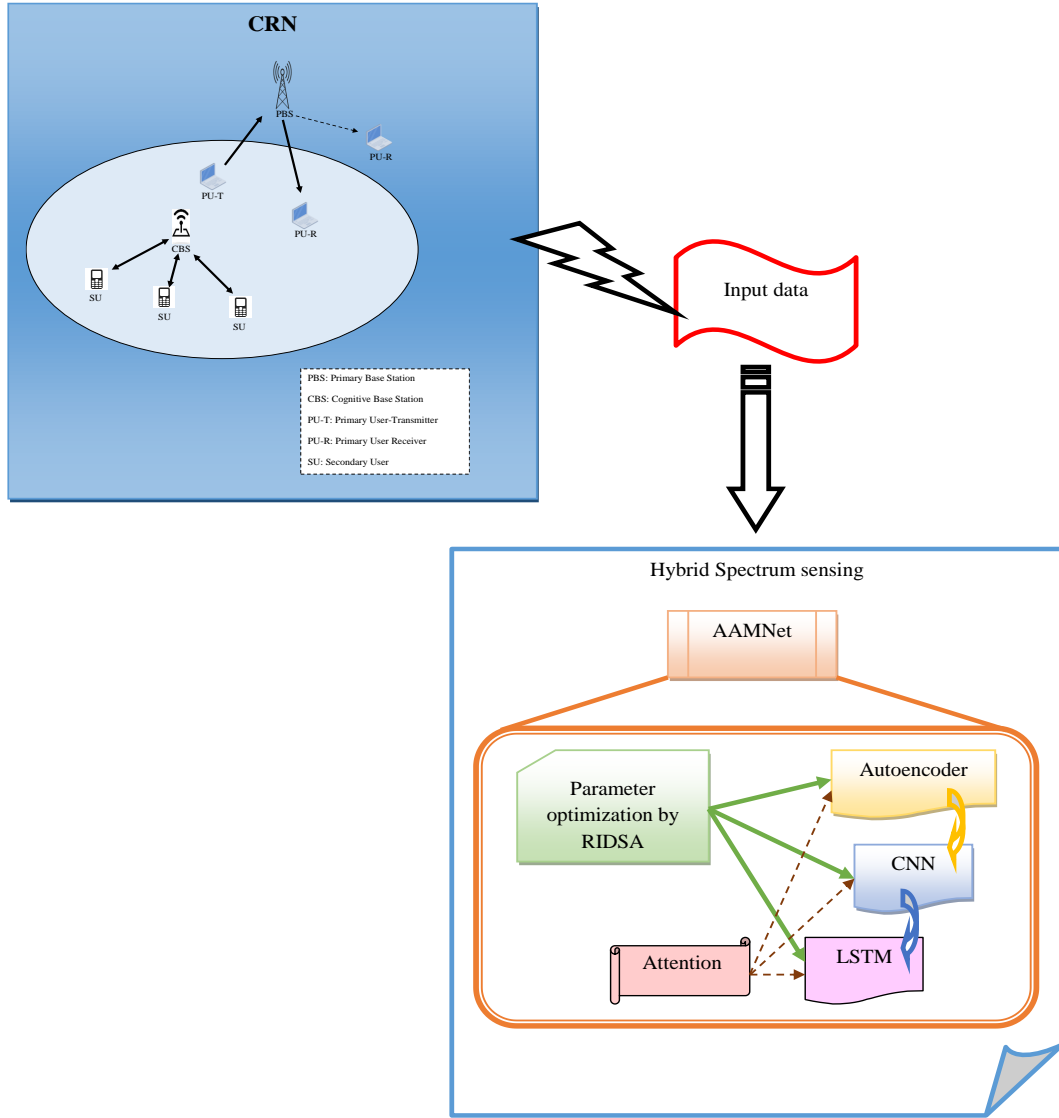 CRN
PBS
PU-R
PU-T
PU-R
CBS
SU
SU
SU
PBS: Primary Base Station
CBS: Cognitive Base Station
PU-T: Primary User-Transmitter
PU-R: Primary User Receiver
SU: Secondary User
Input data
Hybrid Spectrum sensing
AAMNet
Parameter
optimization by
RIDSA
Autoencoder
CNN
Attention
LSTM